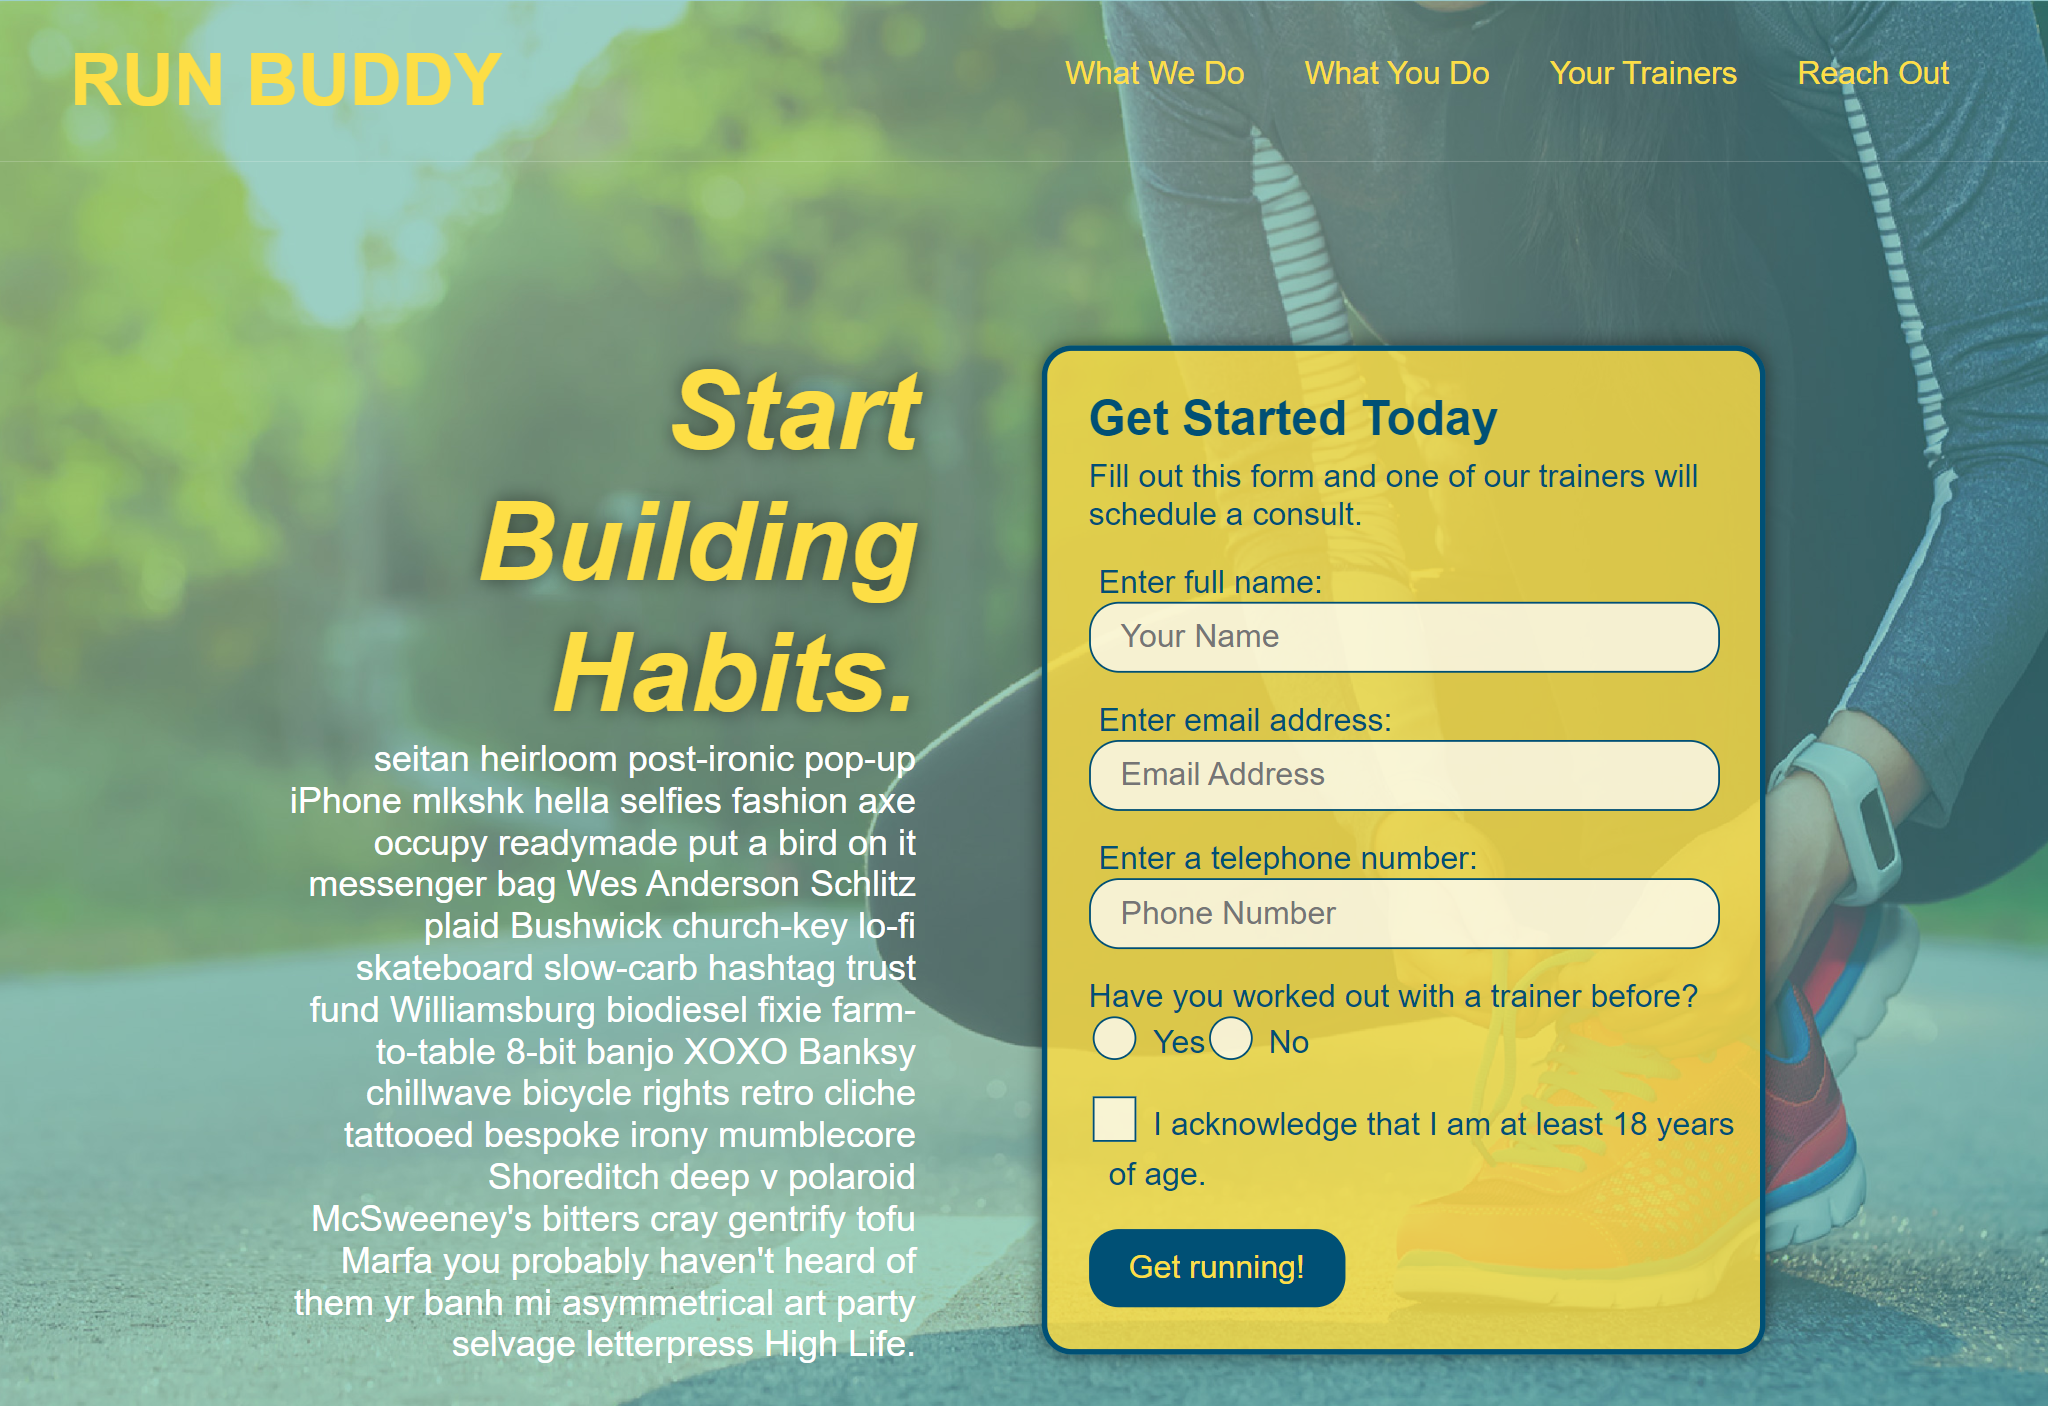 RUN BUDDY
What We Do What You Do Your Trainers Reach Out
Start
Building
Habits.
seitan heirloom post-ironic pop-up
iPhone mlkshk hella selfies fashion axe
occupy readymade put a bird on it
messenger bag Wes Anderson Schlitz
plaid Bushwick church-key lo-fi
skateboard slow-carb hashtag trust
fund Williamsburg biodiesel fixie farm-
to-table 8-bit banjo XOXO Banksy
chillwave bicycle rights retro cliche
tattooed bespoke irony mumblecore
Shoreditch deep v polaroid
McSweeney's bitters cray gentrify tofu
Marfa you probably haven't heard of
them yr banh mi asymmetrical art party
selvage letterpress High Life.
Get Started Today
Fill out this form and one of our trainers will
schedule a consult.
Enter full name:
Your Name
Enter email address:
Email Address
Enter a telephone number:
Phone Number
Have you worked out with a trainer before?
Yes No
I acknowledge that I am at least 18 years
of age.
Get running!